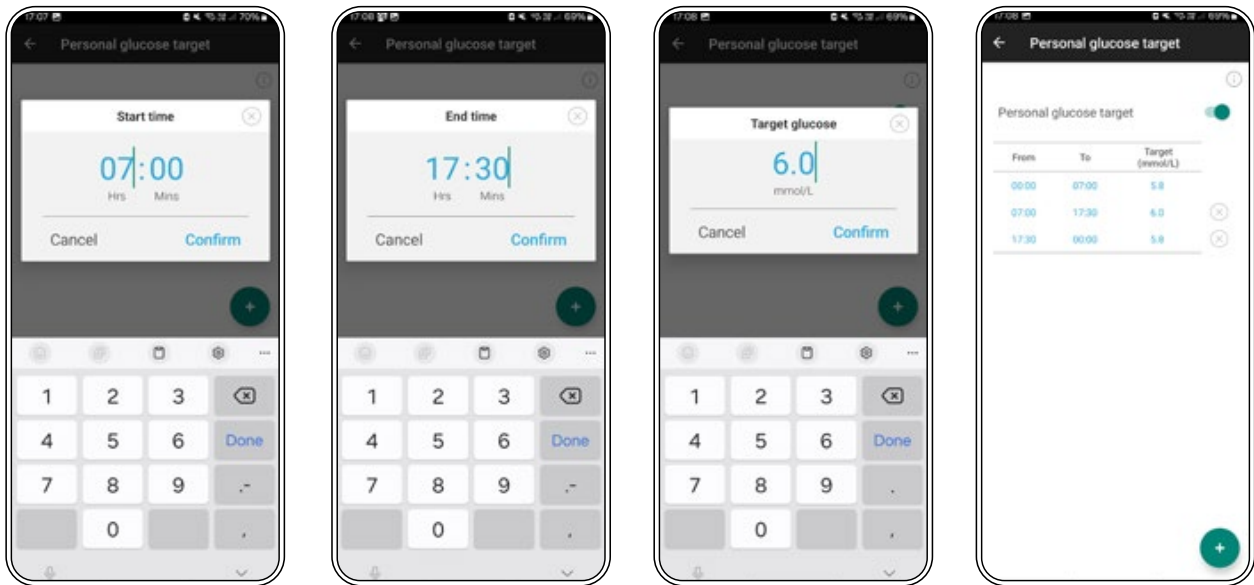 17:07 70%
Personal glucose target
Start time
07:00
Hrs Mins
Cancel Confirm
1 2 3
4 5 6 Done
7 8 9 .-
0 ,
17:08 69%
Personal glucose target
End time
17:30
Hrs Mins
Cancel Confirm
1 2 3
4 5 6 Done
7 8 9 .-
0 ,
17:08 69%
Personal glucose target
Target glucose
6.0
mmol/L
Cancel Confirm
1 2 3
4 5 6 Done
7 8 9 .
0 ,
17:08 69%
Personal glucose target
Personal glucose target
From To Target (mmol/L)
00:00 07:00 5.8
07:00 17:30 6.0
17:30 00:00 5.8
+